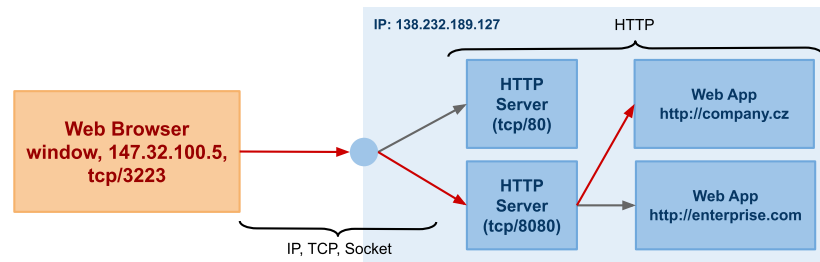 IP: 138.232.189.127
HTTP
Web Browser
window, 147.32.100.5,
tcp/3223
HTTP
Server
(tcp/80)
Web App
http://company.cz
HTTP
Server
(tcp/8080)
Web App
http://enterprise.com
IP, TCP, Socket